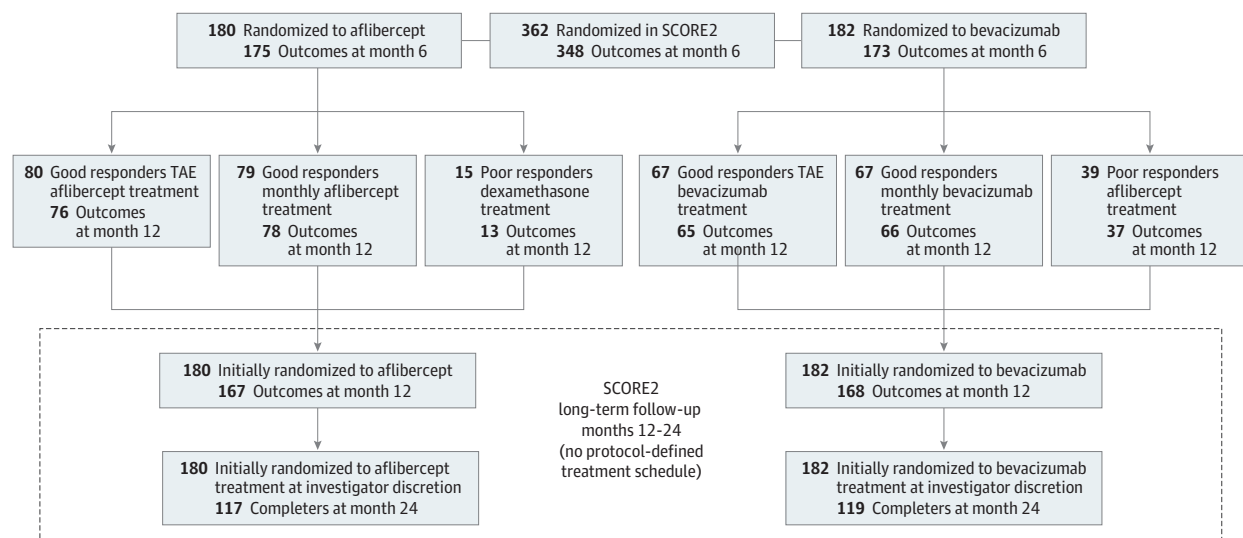 180 Randomized to aflibercept
175 Outcomes at month 6
362 Randomized in SCORE2
348 Outcomes at month 6
182 Randomized to bevacizumab
173 Outcomes at month 6
80 Good responders TAE
aflibercept treatment
76 Outcomes
at month 12
79 Good responders
monthly aflibercept
treatment
78 Outcomes
at month 12
15 Poor responders
dexamethasone
treatment
13 Outcomes
at month 12
67 Good responders TAE
bevacizumab
treatment
65 Outcomes
at month 12
67 Good responders
monthly bevacizumab
treatment
66 Outcomes
at month 12
39 Poor responders
aflibercept
treatment
37 Outcomes
at month 12
180 Initially randomized to aflibercept
167 Outcomes at month 12
SCORE2
long-term follow-up
months 12-24
(no protocol-defined
treatment schedule)
182 Initially randomized to bevacizumab
168 Outcomes at month 12
180 Initially randomized to aflibercept
treatment at investigator discretion
117 Completers at month 24
182 Initially randomized to bevacizumab
treatment at investigator discretion
119 Completers at month 24